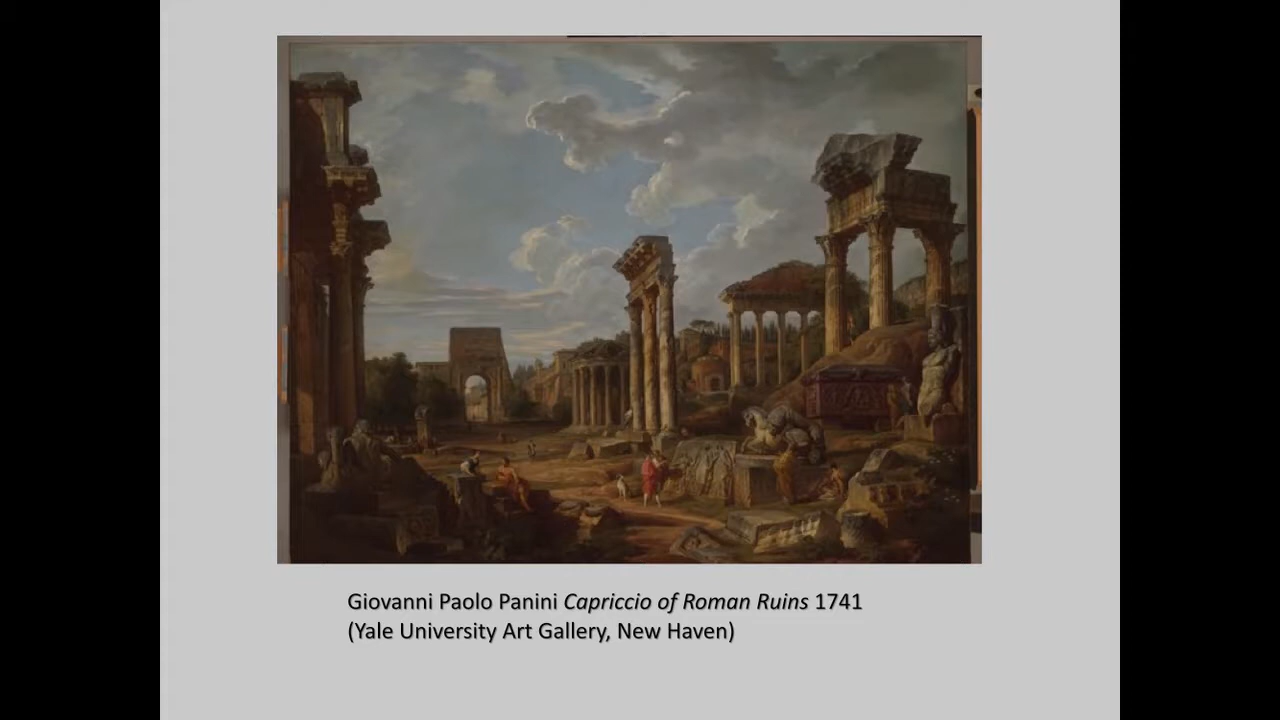 Giovanni Paolo Panini Capriccio of Roman Ruins 1741
(Yale University Art Gallery, New Haven)